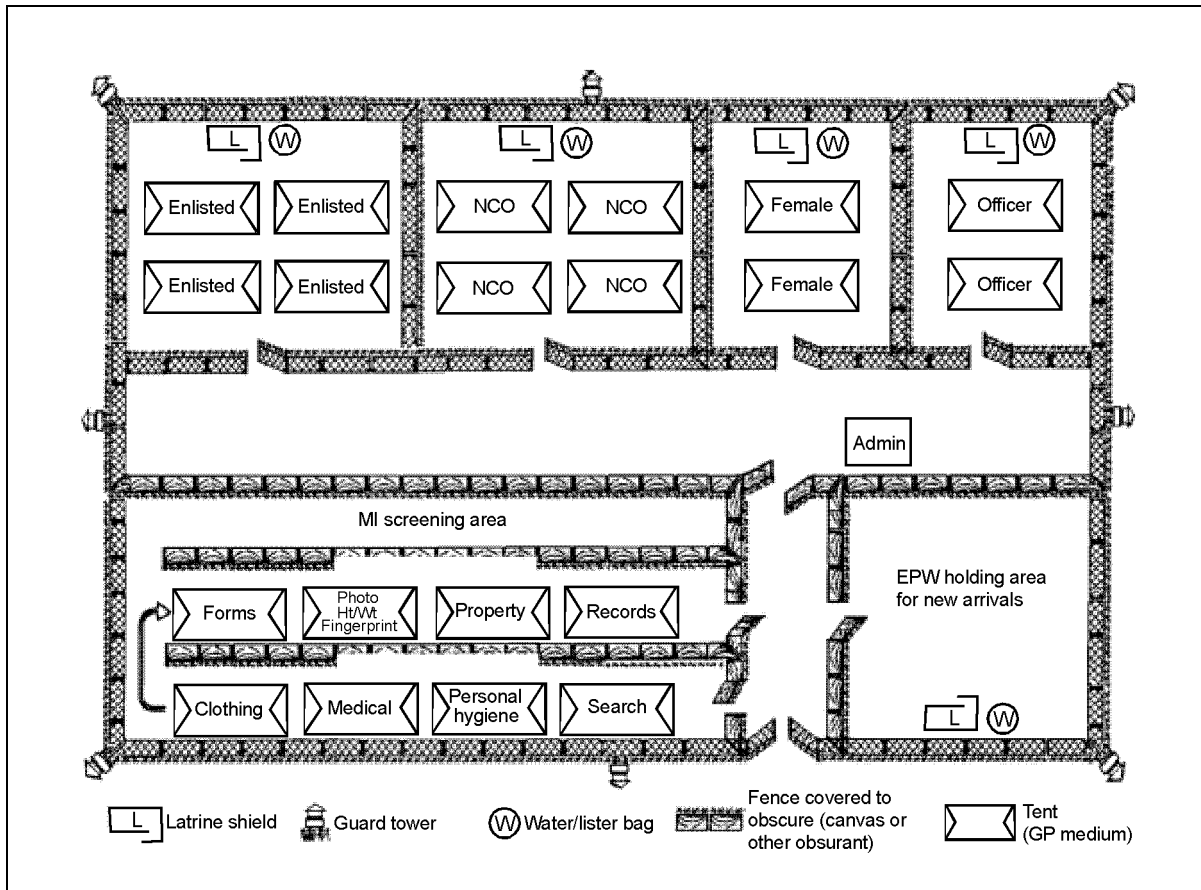 L W
L W
L W
L W
Enlisted Enlisted NCO NCO Female Officer
Enlisted Enlisted NCO NCO Female Officer
Admin
MI screening area
EPW holding area
for new arrivals
Forms
Photo
Ht/Wt
Fingerprint
Property
Records
Clothing
Medical
Personal
hygiene
Search
L W
L Latrine shield
Guard tower
W Water/lister bag
Fence covered to
obscure (canvas or
other obsurant)
Tent
(GP medium)